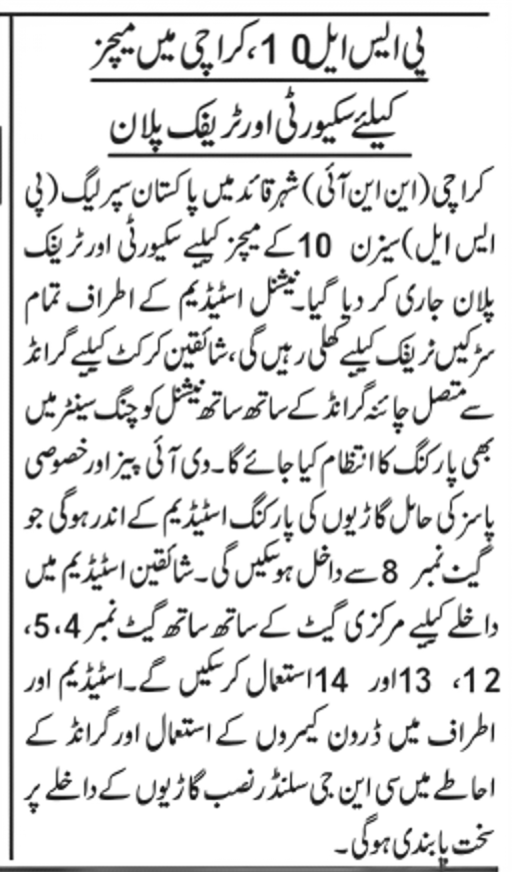 پی ایس ایل 10، کراچی میں میچز
کیلئے سکیورٹی اور ٹریفک پلان
کراچی (این این آئی) شہر قائد میں پاکستان سپر لیگ (پی
ایس ایل) سیزن 10 کے میچز کیلئے سکیورٹی اور ٹریفک
پلان جاری کر دیا گیا۔ نیشنل اسٹیڈیم کے اطراف تمام
سڑکیں ٹریفک کیلئے کھلی رہیں گی، شائقین کرکٹ کیلئے گرانڈ
سے متصل چائنہ گرانڈ کے ساتھ ساتھ نیشنل کوچنگ سینٹر میں
بھی پارکنگ کا انتظام کیا جائے گا۔ وی آئی پیز اور خصوصی
پاسز کی حامل گاڑیوں کی پارکنگ اسٹیڈیم کے اندر ہوگی جو
گیٹ نمبر 8 سے داخل ہوسکیں گی۔ شائقین اسٹیڈیم میں
داخلے کیلئے مرکزی گیٹ کے ساتھ ساتھ گیٹ نمبر 4، 5،
12، 13 اور 14 استعمال کرسکیں گے۔ اسٹیڈیم اور
اطراف میں ڈرون کیمروں کے استعمال اور گرانڈ کے
احاطے میں سی این جی سلنڈر نصب گاڑیوں کے داخلے پر
سخت پابندی ہوگی۔